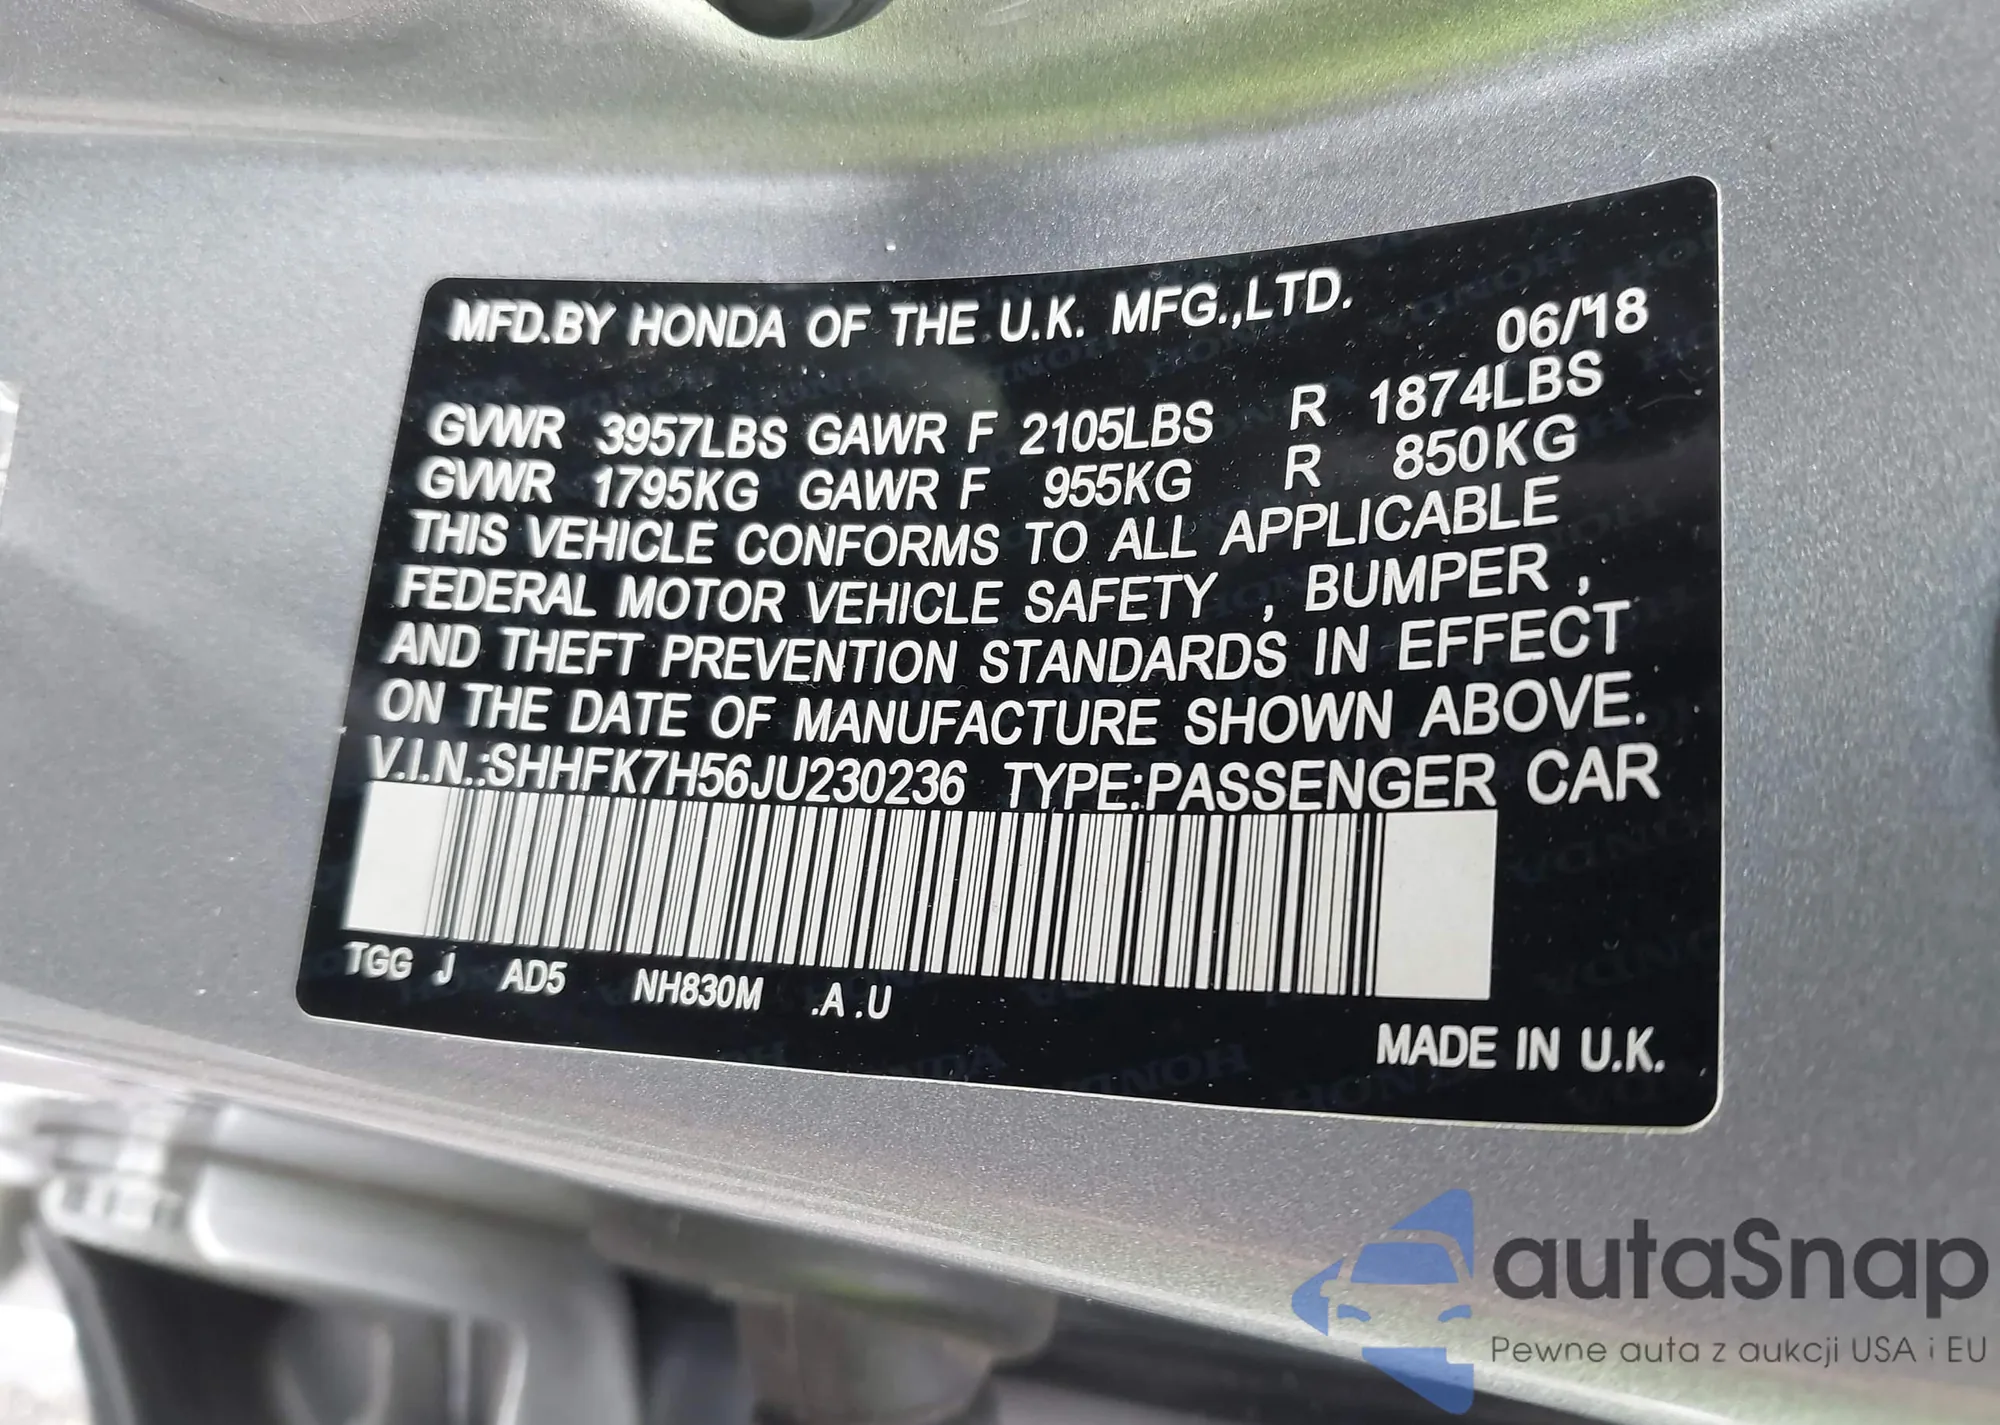 MFD.BY HONDA OF THE U.K. MFG.,LTD.
06/'18
GVWR 3957LBS GAWR F 2105LBS R 1874LBS
GVWR 1795KG GAWR F 955KG R 850KG
THIS VEHICLE CONFORMS TO ALL APPLICABLE
FEDERAL MOTOR VEHICLE SAFETY , BUMPER ,
AND THEFT PREVENTION STANDARDS IN EFFECT
ON THE DATE OF MANUFACTURE SHOWN ABOVE.
V.I.N.:SHHFK7H56JU230236 TYPE:PASSENGER CAR
TGG J AD5 NH830M .A .U
MADE IN U.K.
autaSnap
Pewne auta z aukcji USA i EU